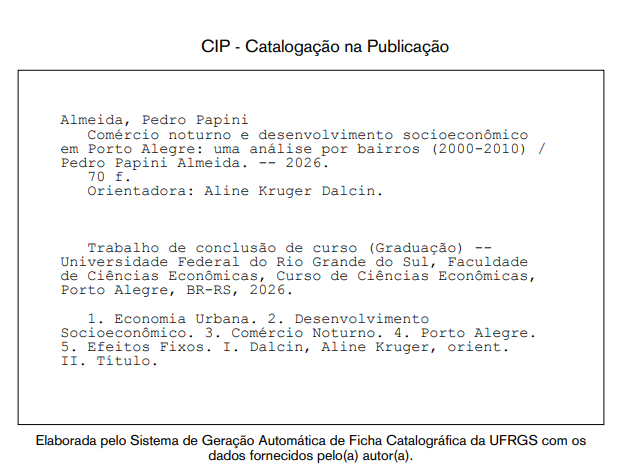 CIP - Catalogação na Publicação
Almeida, Pedro Papini
Comércio noturno e desenvolvimento socioeconômico
em Porto Alegre: uma análise por bairros (2000-2010) /
Pedro Papini Almeida. -- 2026.
70 f.
Orientadora: Aline Kruger Dalcin.
Trabalho de conclusão de curso (Graduação) --
Universidade Federal do Rio Grande do Sul, Faculdade
de Ciências Econômicas, Curso de Ciências Econômicas,
Porto Alegre, BR-RS, 2026.
1. Economia Urbana. 2. Desenvolvimento
Socioeconômico. 3. Comércio Noturno. 4. Porto Alegre.
5. Efeitos Fixos. I. Dalcin, Aline Kruger, orient.
II. Título.
Elaborada pelo Sistema de Geração Automática de Ficha Catalográfica da UFRGS com os
dados fornecidos pelo(a) autor(a).